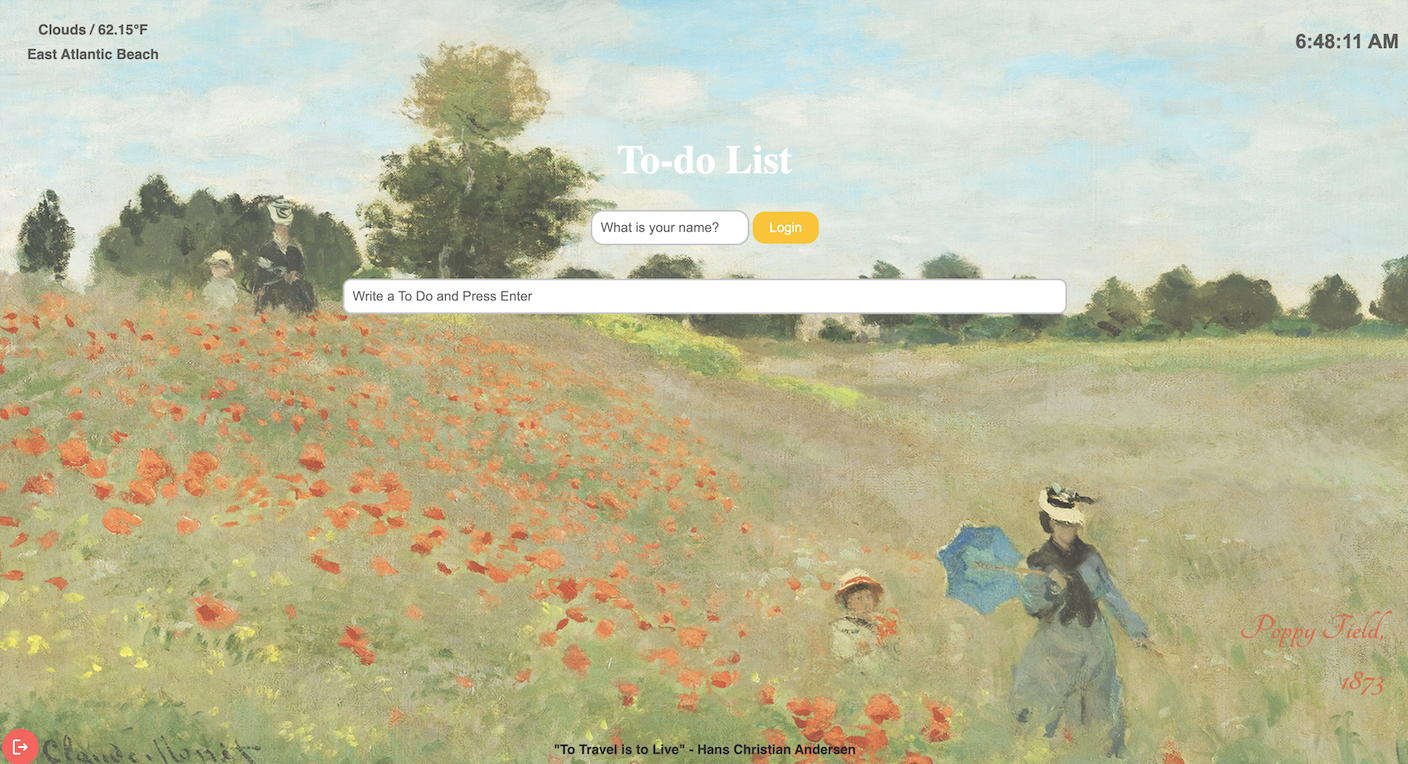 Clouds / 62.15°F
East Atlantic Beach
6:48:11 AM
To-do List
What is your name?
Login
Write a To Do and Press Enter
Poppy Field,
1873
Claude Monet
"To Travel is to Live" - Hans Christian Andersen